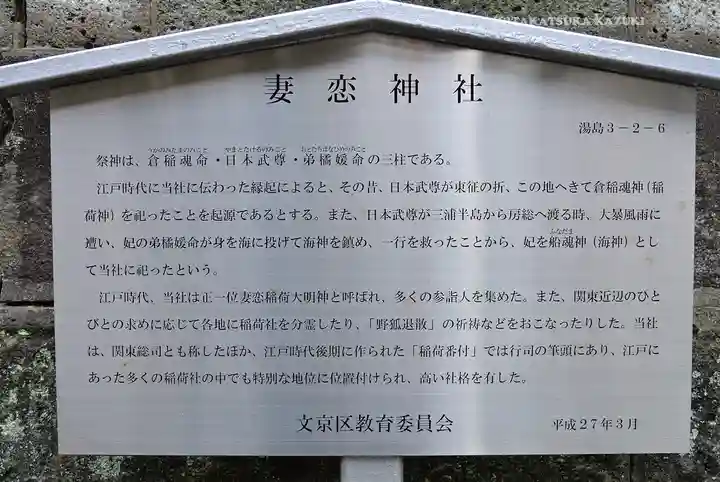 ©TAKATSUKA KAZUKI
妻恋神社
湯島3-2-6
うかのみたまのみこと やまとたけるのみこと おとたちばなひめのみこと
祭神は、倉稲魂命・日本武尊・弟橘媛命の三柱である。
江戸時代に当社に伝わった縁起によると、その昔、日本武尊が東征の折、この地へきて倉稲魂神(稲
荷神)を祀ったことを起源であるとする。また、日本武尊が三浦半島から房総へ渡る時、大暴風雨に
ふなだま
遭い、妃の弟橘媛命が身を海に投げて海神を鎮め、一行を救ったことから、妃を船魂神(海神)とし
て当社に祀ったという。
江戸時代、当社は正一位妻恋稲荷大明神と呼ばれ、多くの参詣人を集めた。また、関東近辺のひと
びとの求めに応じて各地に稲荷社を分霊したり、「野狐退散」の祈祷などをおこなったりした。当社
は、関東総司とも称したほか、江戸時代後期に作られた「稲荷番付」では行司の筆頭にあり、江戸に
あった多くの稲荷社の中でも特別な地位に位置付けられ、高い社格を有した。
文京区教育委員会
平成27年3月